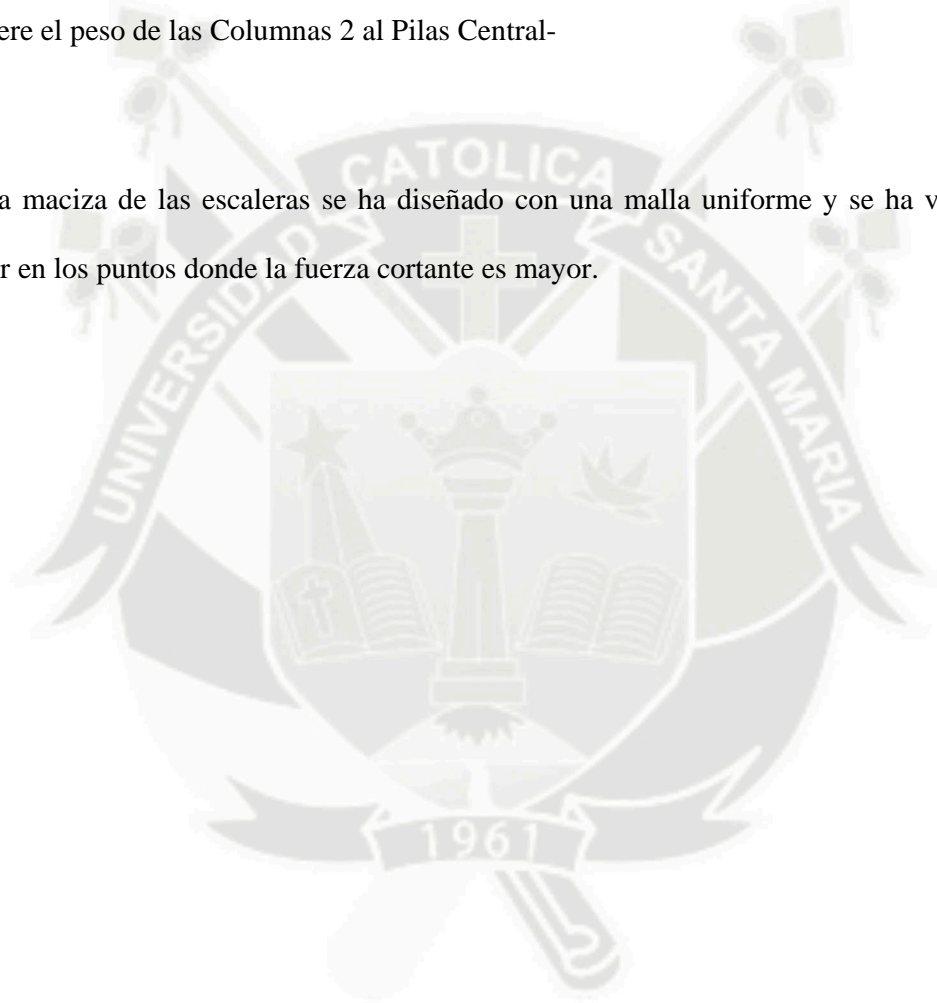 ere el peso de las Columnas 2 al Pilas Central-
a maciza de las escaleras se ha diseñado con una malla uniforme y se ha v
r en los puntos donde la fuerza cortante es mayor.
UNIVERSIDAD CATOLICA SANTA MARIA
1961